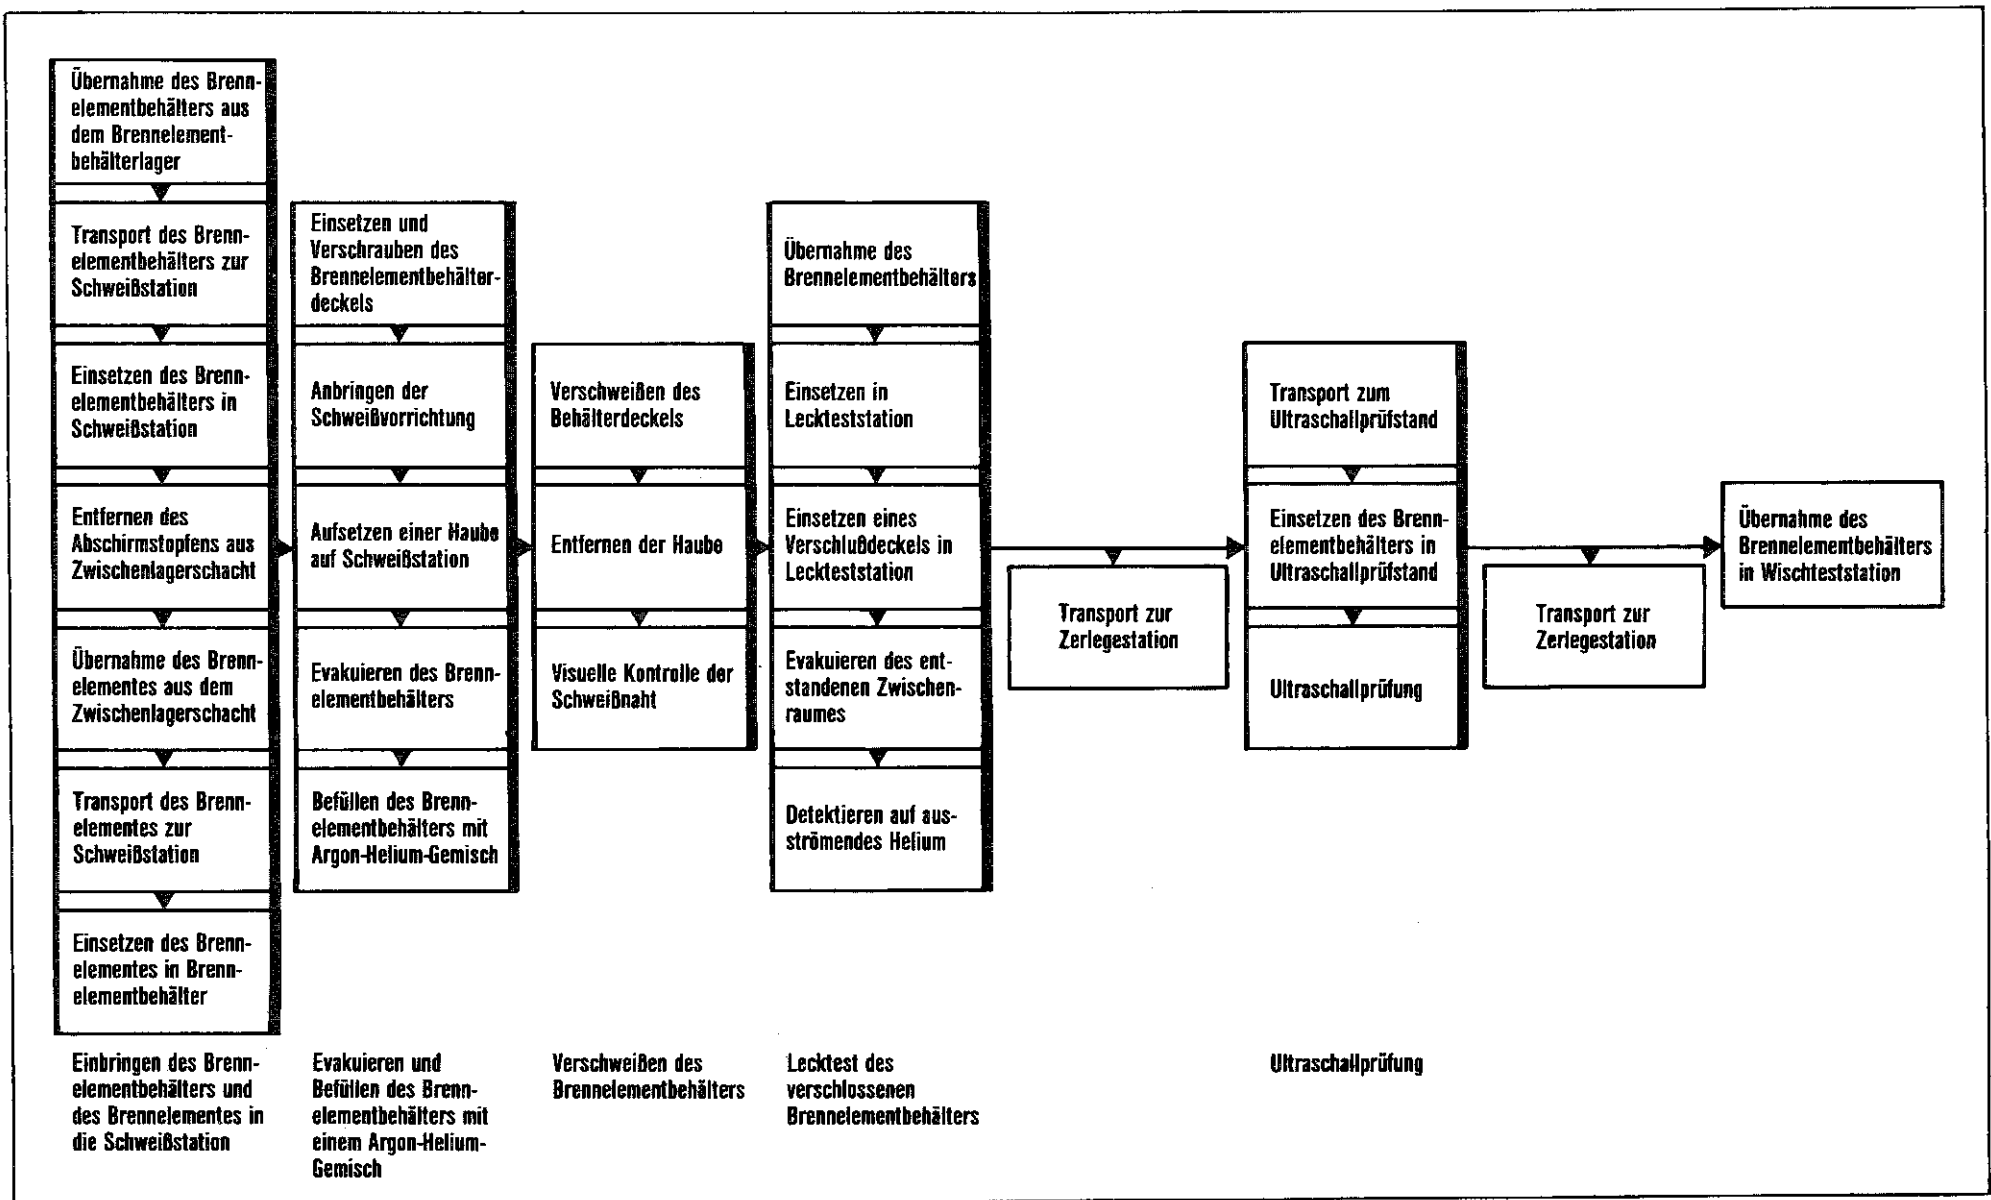 Übernahme des Brenn-
elementbehälters aus
dem Brennelement-
behälterlager
Transport des Brenn-
elementbehälters zur
Schweißstation
Einsetzen des Brenn-
elementbehälters in
Schweißstation
Entfernen des
Abschirmstopfens aus
Zwischenlagerschacht
Übernahme des Brenn-
elementes aus dem
Zwischenlagerschacht
Transport des Brenn-
elementes zur
Schweißstation
Einsetzen des Brenn-
elementes in Brenn-
elementbehälter
Einbringen des Brenn-
elementbehälters und
des Brennelementes in
die Schweißstation
Einsetzen und
Verschrauben des
Brennelementbehälter-
deckels
Anbringen der
Schweißvorrichtung
Aufsetzen einer Haube
auf Schweißstation
Evakuieren des Brenn-
elementbehälters
Befüllen des Brenn-
elementbehälters mit
Argon-Helium-Gemisch
Evakuieren und
Befüllen des Brenn-
elementbehälters mit
einem Argon-Helium-
Gemisch
Verschweißen des
Behälterdeckels
Entfernen der Haube
Visuelle Kontrolle der
Schweißnaht
Verschweißen des
Brennelementbehälters
Übernahme des
Brennelementbehälters
Einsetzen in
Leckteststation
Einsetzen eines
Verschlußdeckels in
Leckteststation
Evakuieren des ent-
standenen Zwischen-
raumes
Detektieren auf aus-
strömendes Helium
Lecktest des
verschlossenen
Brennelementbehälters
Transport zur
Zerlegestation
Transport zum
Ultraschallprüfstand
Einsetzen des Brenn-
elementbehälters in
Ultraschallprüfstand
Ultraschallprüfung
Ultraschallprüfung
Transport zur
Zerlegestation
Übernahme des
Brennelementbehälters
in Wischteststation